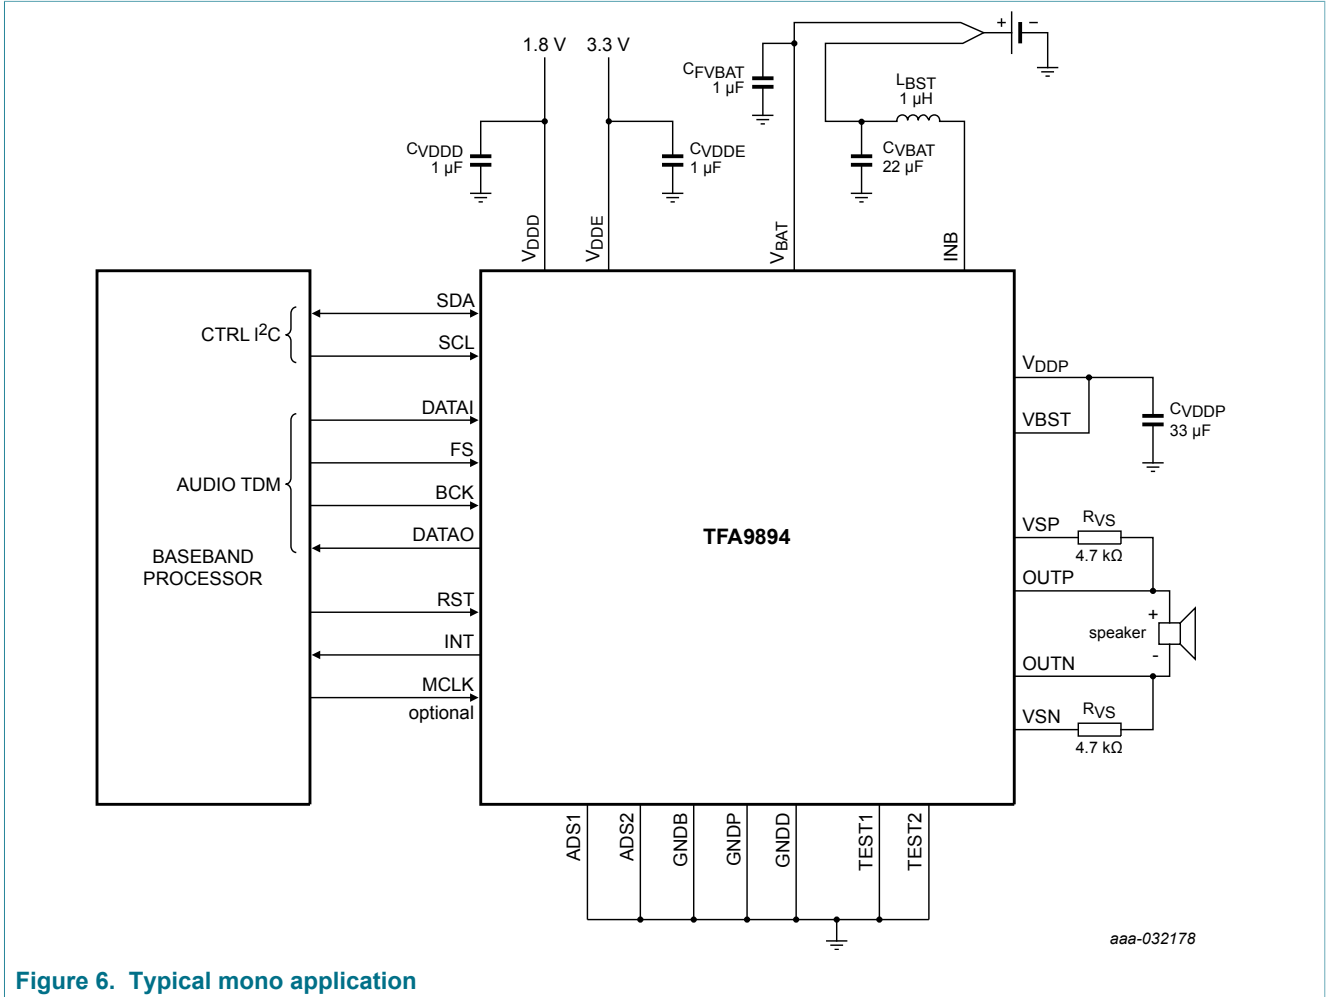 1.8 V
3.3 V
+
−
CFVBAT
1 µF
LBST
1 µH
CVDDD
1 µF
CVDDE
1 µF
CVBAT
22 µF
VDDD
VDDE
VBAT
INB
CTRL I²C
SDA
SCL
AUDIO TDM
DATAI
FS
BCK
DATAO
BASEBAND
PROCESSOR
RST
INT
MCLK
optional
TFA9894
VDDP
VBST
CVDDP
33 µF
VSP
RVS
4.7 kΩ
OUTP
+
speaker
-
OUTN
VSN
RVS
4.7 kΩ
ADS1
ADS2
GNDB
GNDP
GNDD
TEST1
TEST2
aaa-032178
Figure 6. Typical mono application